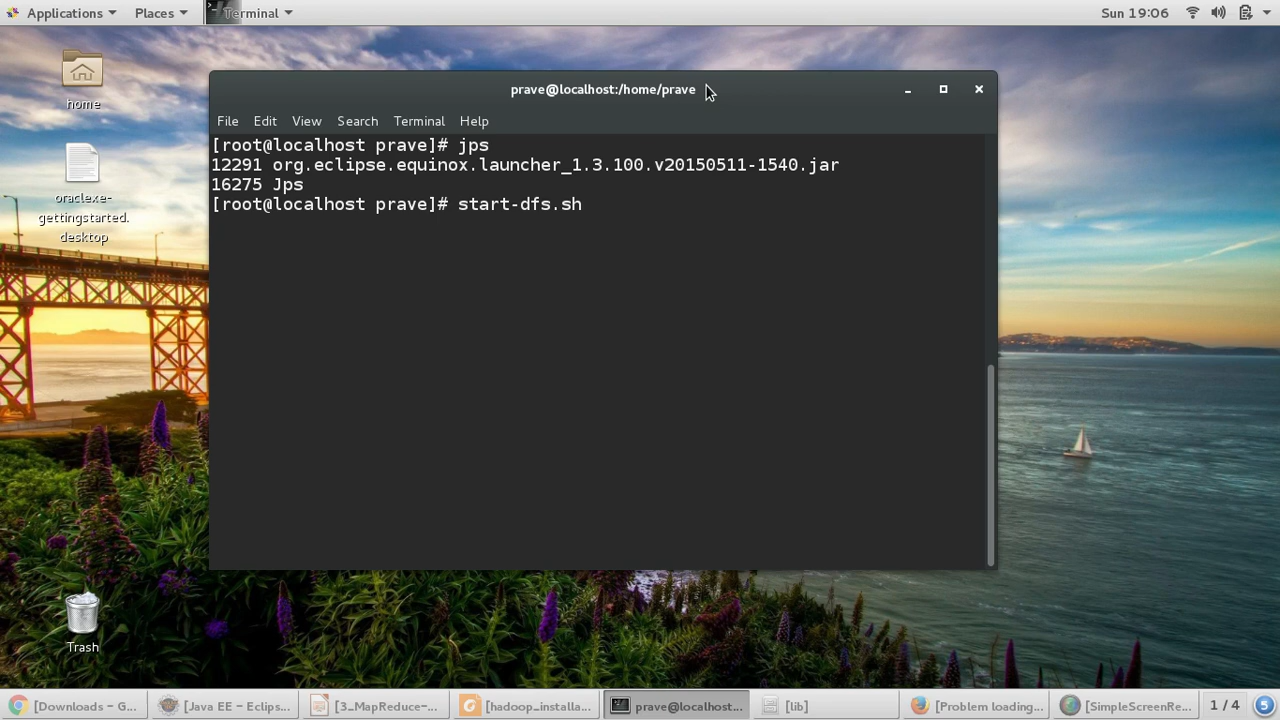 Applications Places Terminal Sun 19:06
home
oraclexe-
gettingstarted.
desktop
Trash
prave@localhost:/home/prave
File Edit View Search Terminal Help
[root@localhost prave]# jps
12291 org.eclipse.equinox.launcher_1.3.100.v20150511-1540.jar
16275 Jps
[root@localhost prave]# start-dfs.sh
[Downloads – G... [Java EE – Eclips... [3_MapReduce-... [hadoop_installa... prave@localhost... [lib] [Problem loading... [SimpleScreenRe... 1 / 4 5